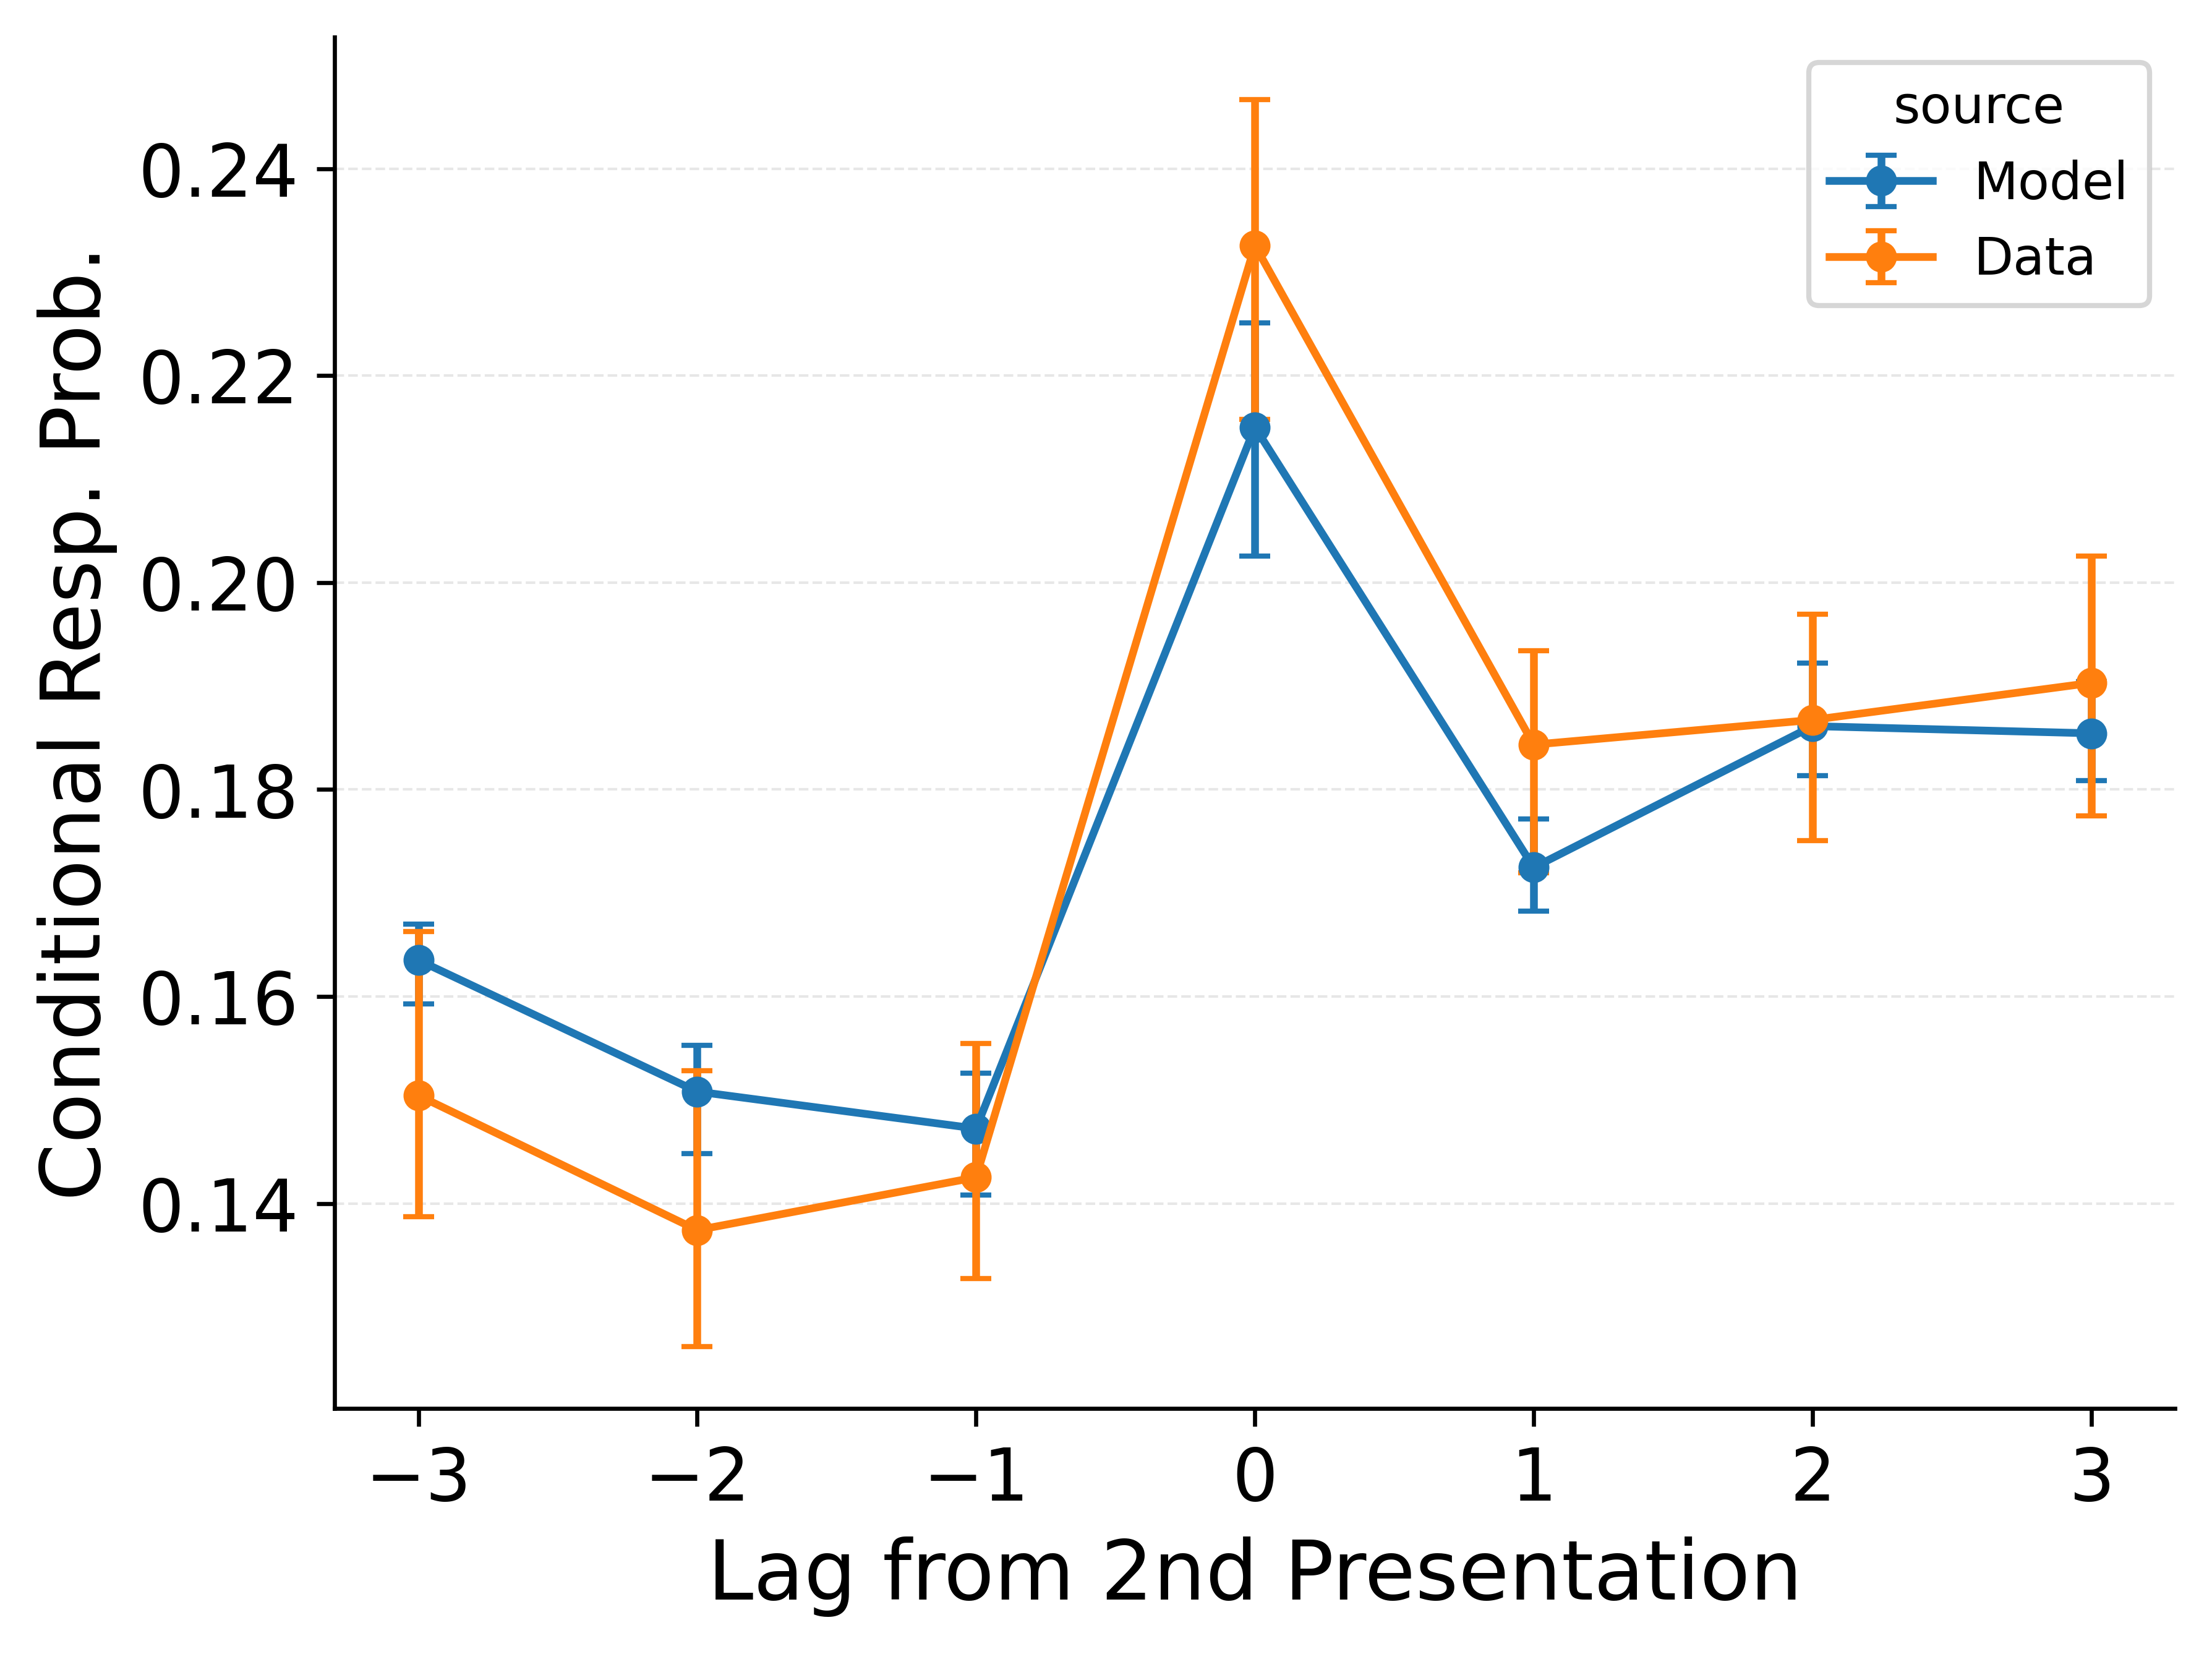 source
Model
Data
Conditional Resp. Prob.
0.24
0.22
0.20
0.18
0.16
0.14
−3 −2 −1 0 1 2 3
Lag from 2nd Presentation